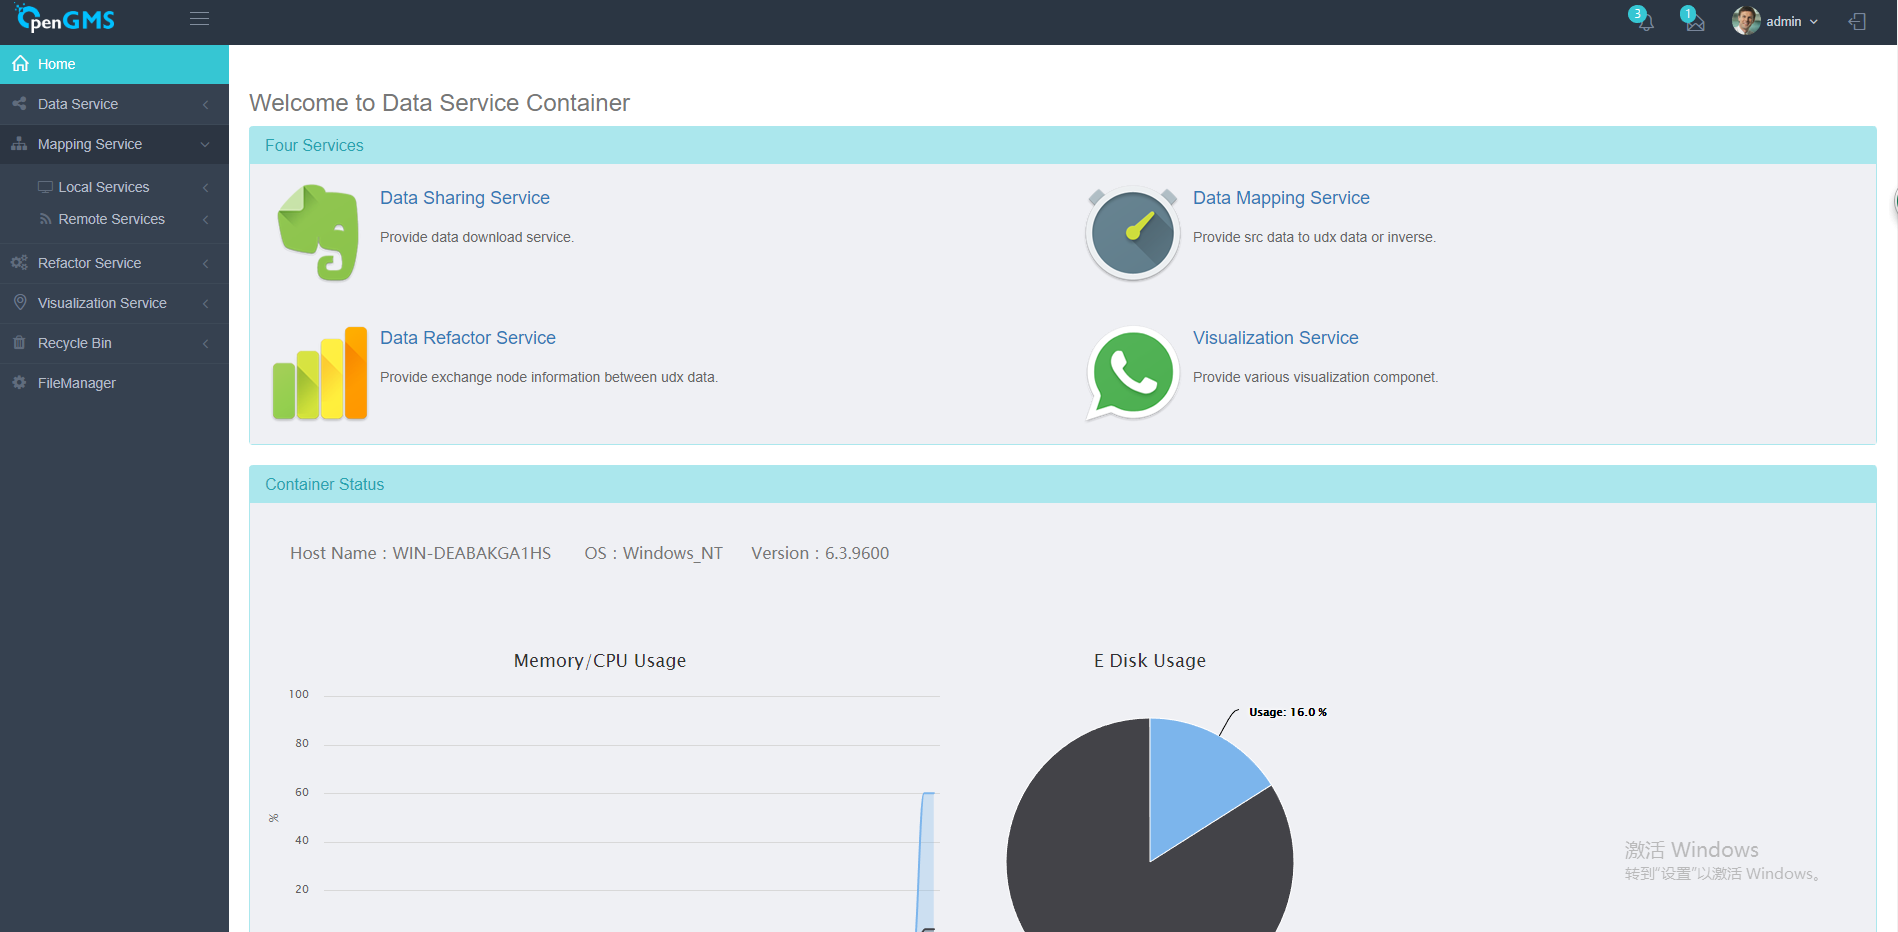 OpenGMS
3
1
admin
Home
Data Service
Mapping Service
Local Services
Remote Services
Refactor Service
Visualization Service
Recycle Bin
FileManager
Welcome to Data Service Container
Four Services
Data Sharing Service
Provide data download service.
Data Mapping Service
Provide src data to udx data or inverse.
Data Refactor Service
Provide exchange node information between udx data.
Visualization Service
Provide various visualization componet.
Container Status
Host Name : WIN-DEABAKGA1HS OS : Windows_NT Version : 6.3.9600
Memory/CPU Usage
100
80
60
40
20
%
E Disk Usage
Usage: 16.0 %
激活 Windows
转到"设置"以激活 Windows。